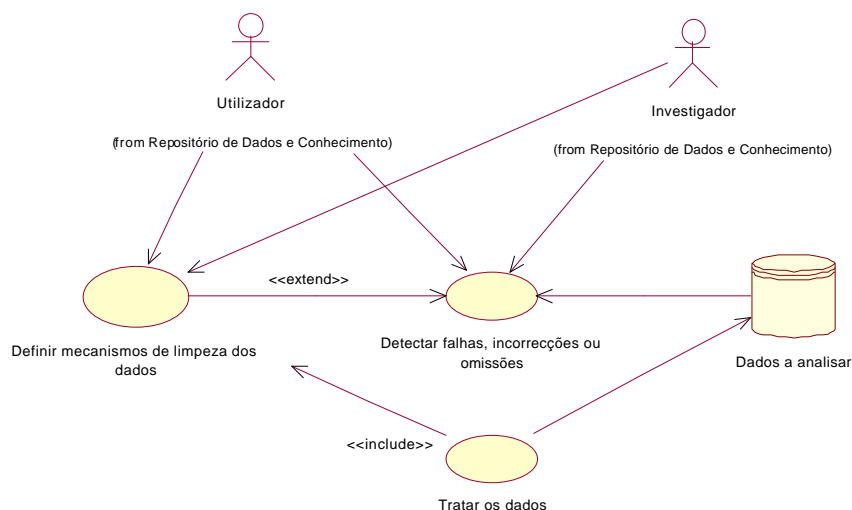 Utilizador
Investigador
(from Repositório de Dados e Conhecimento)
(from Repositório de Dados e Conhecimento)
<<extend>>
Definir mecanismos de limpeza dos
dados
Detectar falhas, incorrecções ou
omissões
Dados a analisar
<<include>>
Tratar os dados